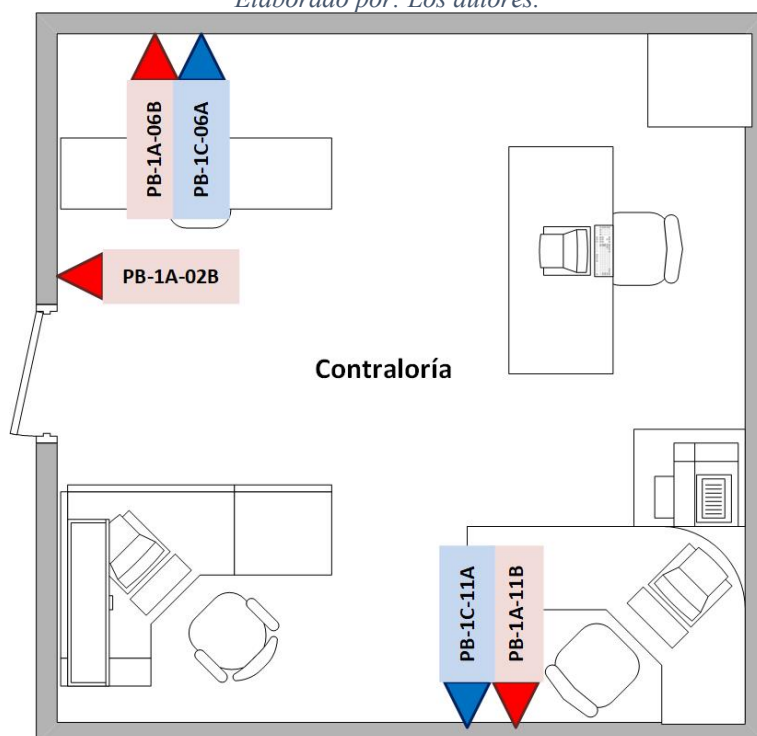 Elaborado por: Los autores.
PB-1A-06B
PB-1C-06A
PB-1A-02B
Contraloría
PB-1C-11A
PB-1A-11B